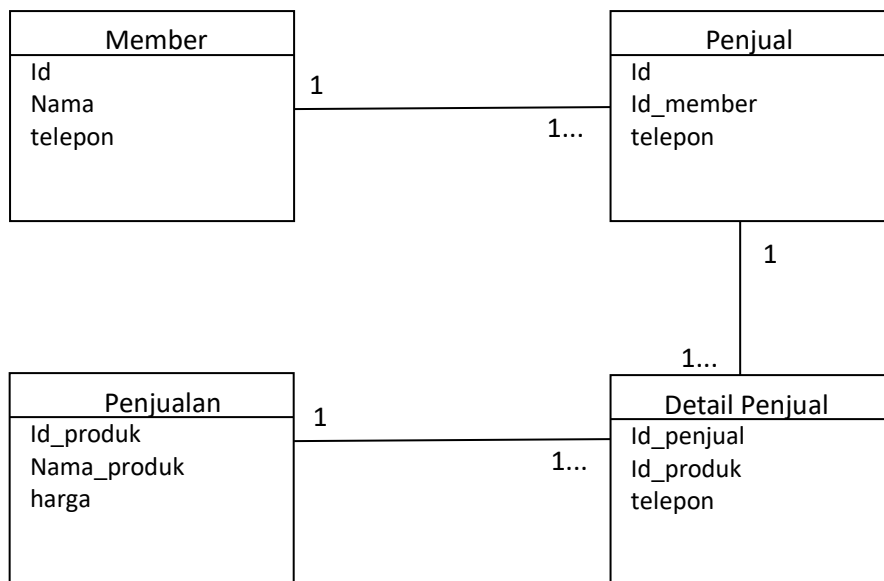 Member
Id
Nama
telepon
Penjual
Id
Id_member
telepon
1
1...
1
1...
Penjualan
Id_produk
Nama_produk
harga
Detail Penjual
Id_penjual
Id_produk
telepon
1
1...